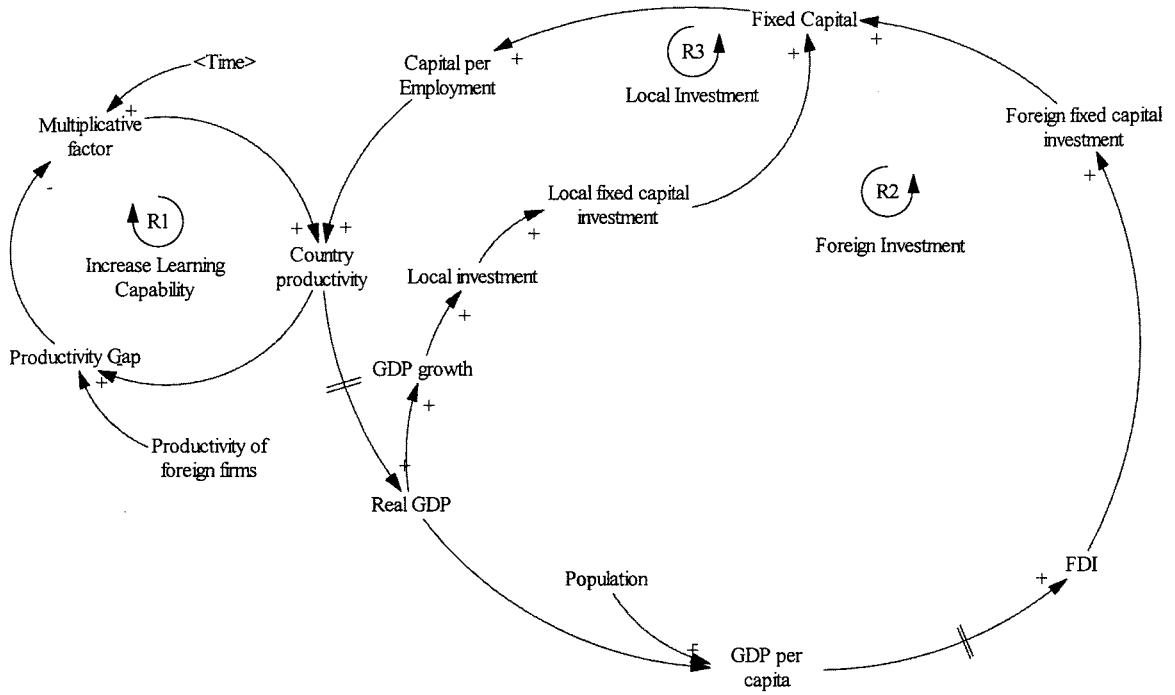 Fixed Capital
+
+
R3
Local Investment
<Time>
Capital per
Employment
+
+
Multiplicative
factor
Foreign fixed capital
investment
+
-
R1
Increase Learning
Capability
Local fixed capital
investment
+
R2
Foreign Investment
+
+
Country
productivity
Local investment
+
Productivity Gap
-
+
GDP growth
+
Productivity of
foreign firms
+
Real GDP
Population
FDI
+
GDP per
capita